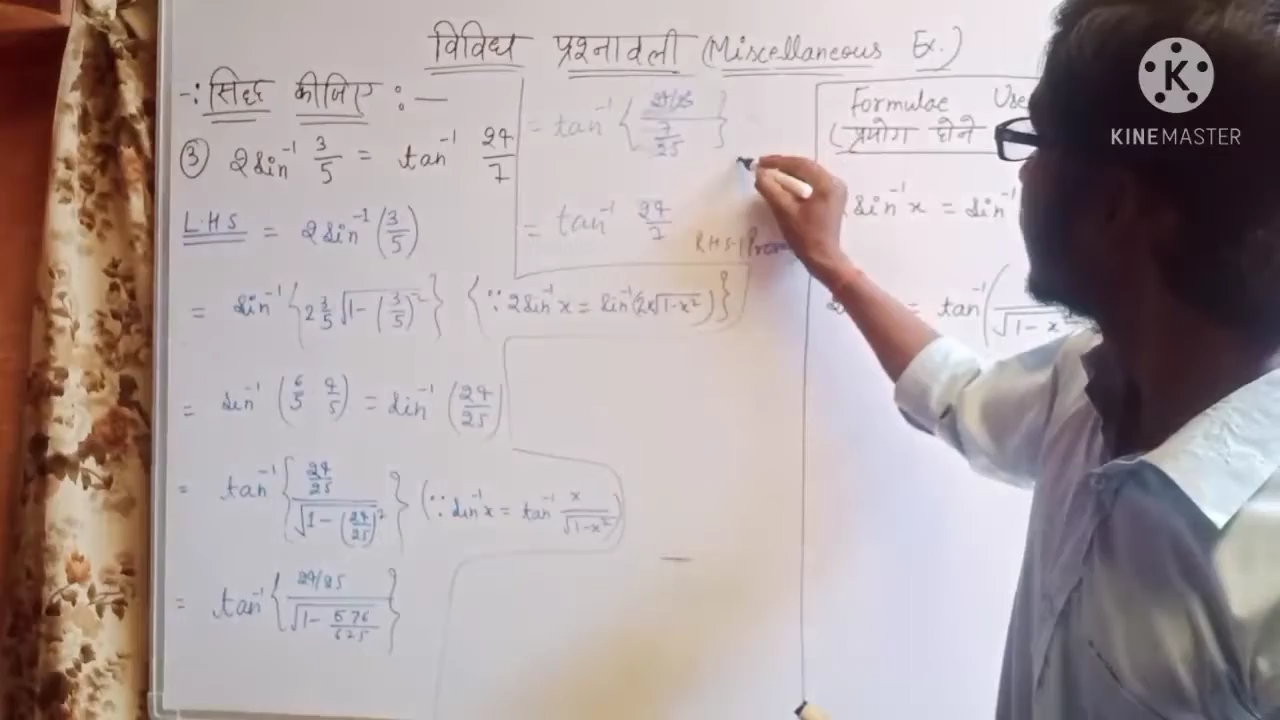 विविध प्रश्नावली (Miscellaneous Ex.)
-: सिद्ध कीजिए : —
③ 2sin⁻¹ 3/5 = tan⁻¹ 24/7
L.H.S = 2sin⁻¹ (3/5)
= sin⁻¹ {2 3/5 √1-(3/5)²} {∵ 2sin⁻¹x = sin⁻¹(2x√1-x²)}
= sin⁻¹ (6/5 4/5) = sin⁻¹ (24/25)
= tan⁻¹ { 24/25 / √1-(24/25)² } (∵ sin⁻¹x = tan⁻¹ x/√1-x²)
= tan⁻¹ { 24/25 / √1 - 576/625 }
= tan⁻¹ { 24/25 / 7/25 }
= tan⁻¹ 24/7
R.H.S.
Formulae
(प्रयोग होने
sin⁻¹x = sin⁻¹
= tan⁻¹( / √1-x²
KINEMASTER